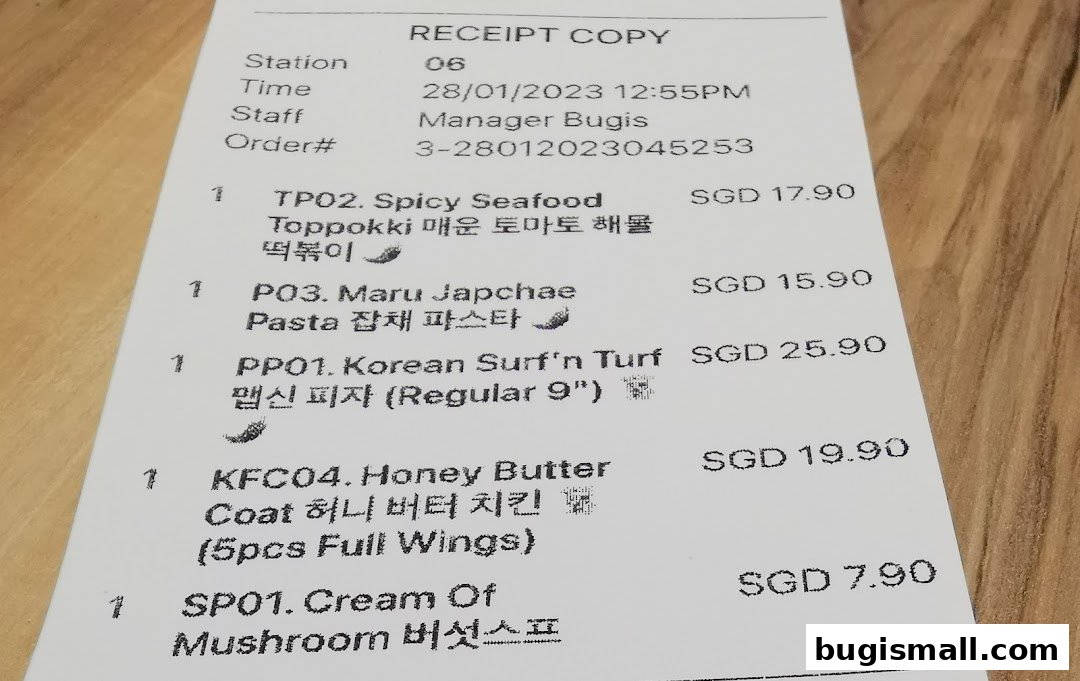 RECEIPT COPY
Station 06
Time 28/01/2023 12:55PM
Staff Manager Bugis
Order# 3-28012023045253
1 TP02. Spicy Seafood SGD 17.90
Toppokki 매운 토마토 해물
떡볶이 🌶
1 P03. Maru Japchae SGD 15.90
Pasta 잡채 파스타 🌶
1 PP01. Korean Surf'n Turf SGD 25.90
맵신 피자 (Regular 9")
🌶
1 KFC04. Honey Butter SGD 19.90
Coat 허니 버터 치킨
(5pcs Full Wings)
1 SP01. Cream Of SGD 7.90
Mushroom 버섯스프
bugismall.com